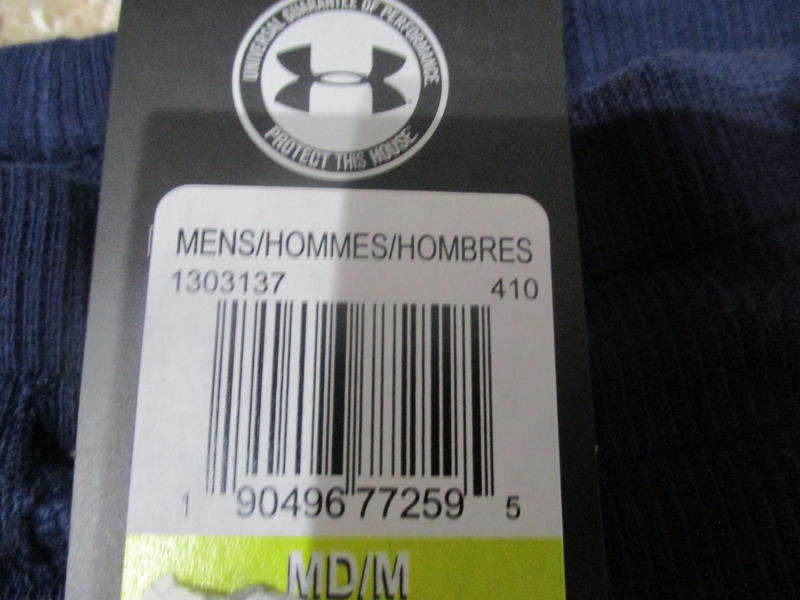 UNIVERSAL GUARANTEE OF PERFORMANCE
PROTECT THIS HOUSE
MENS/HOMMES/HOMBRES
1303137 410
1 90496 77259 5
MD/M